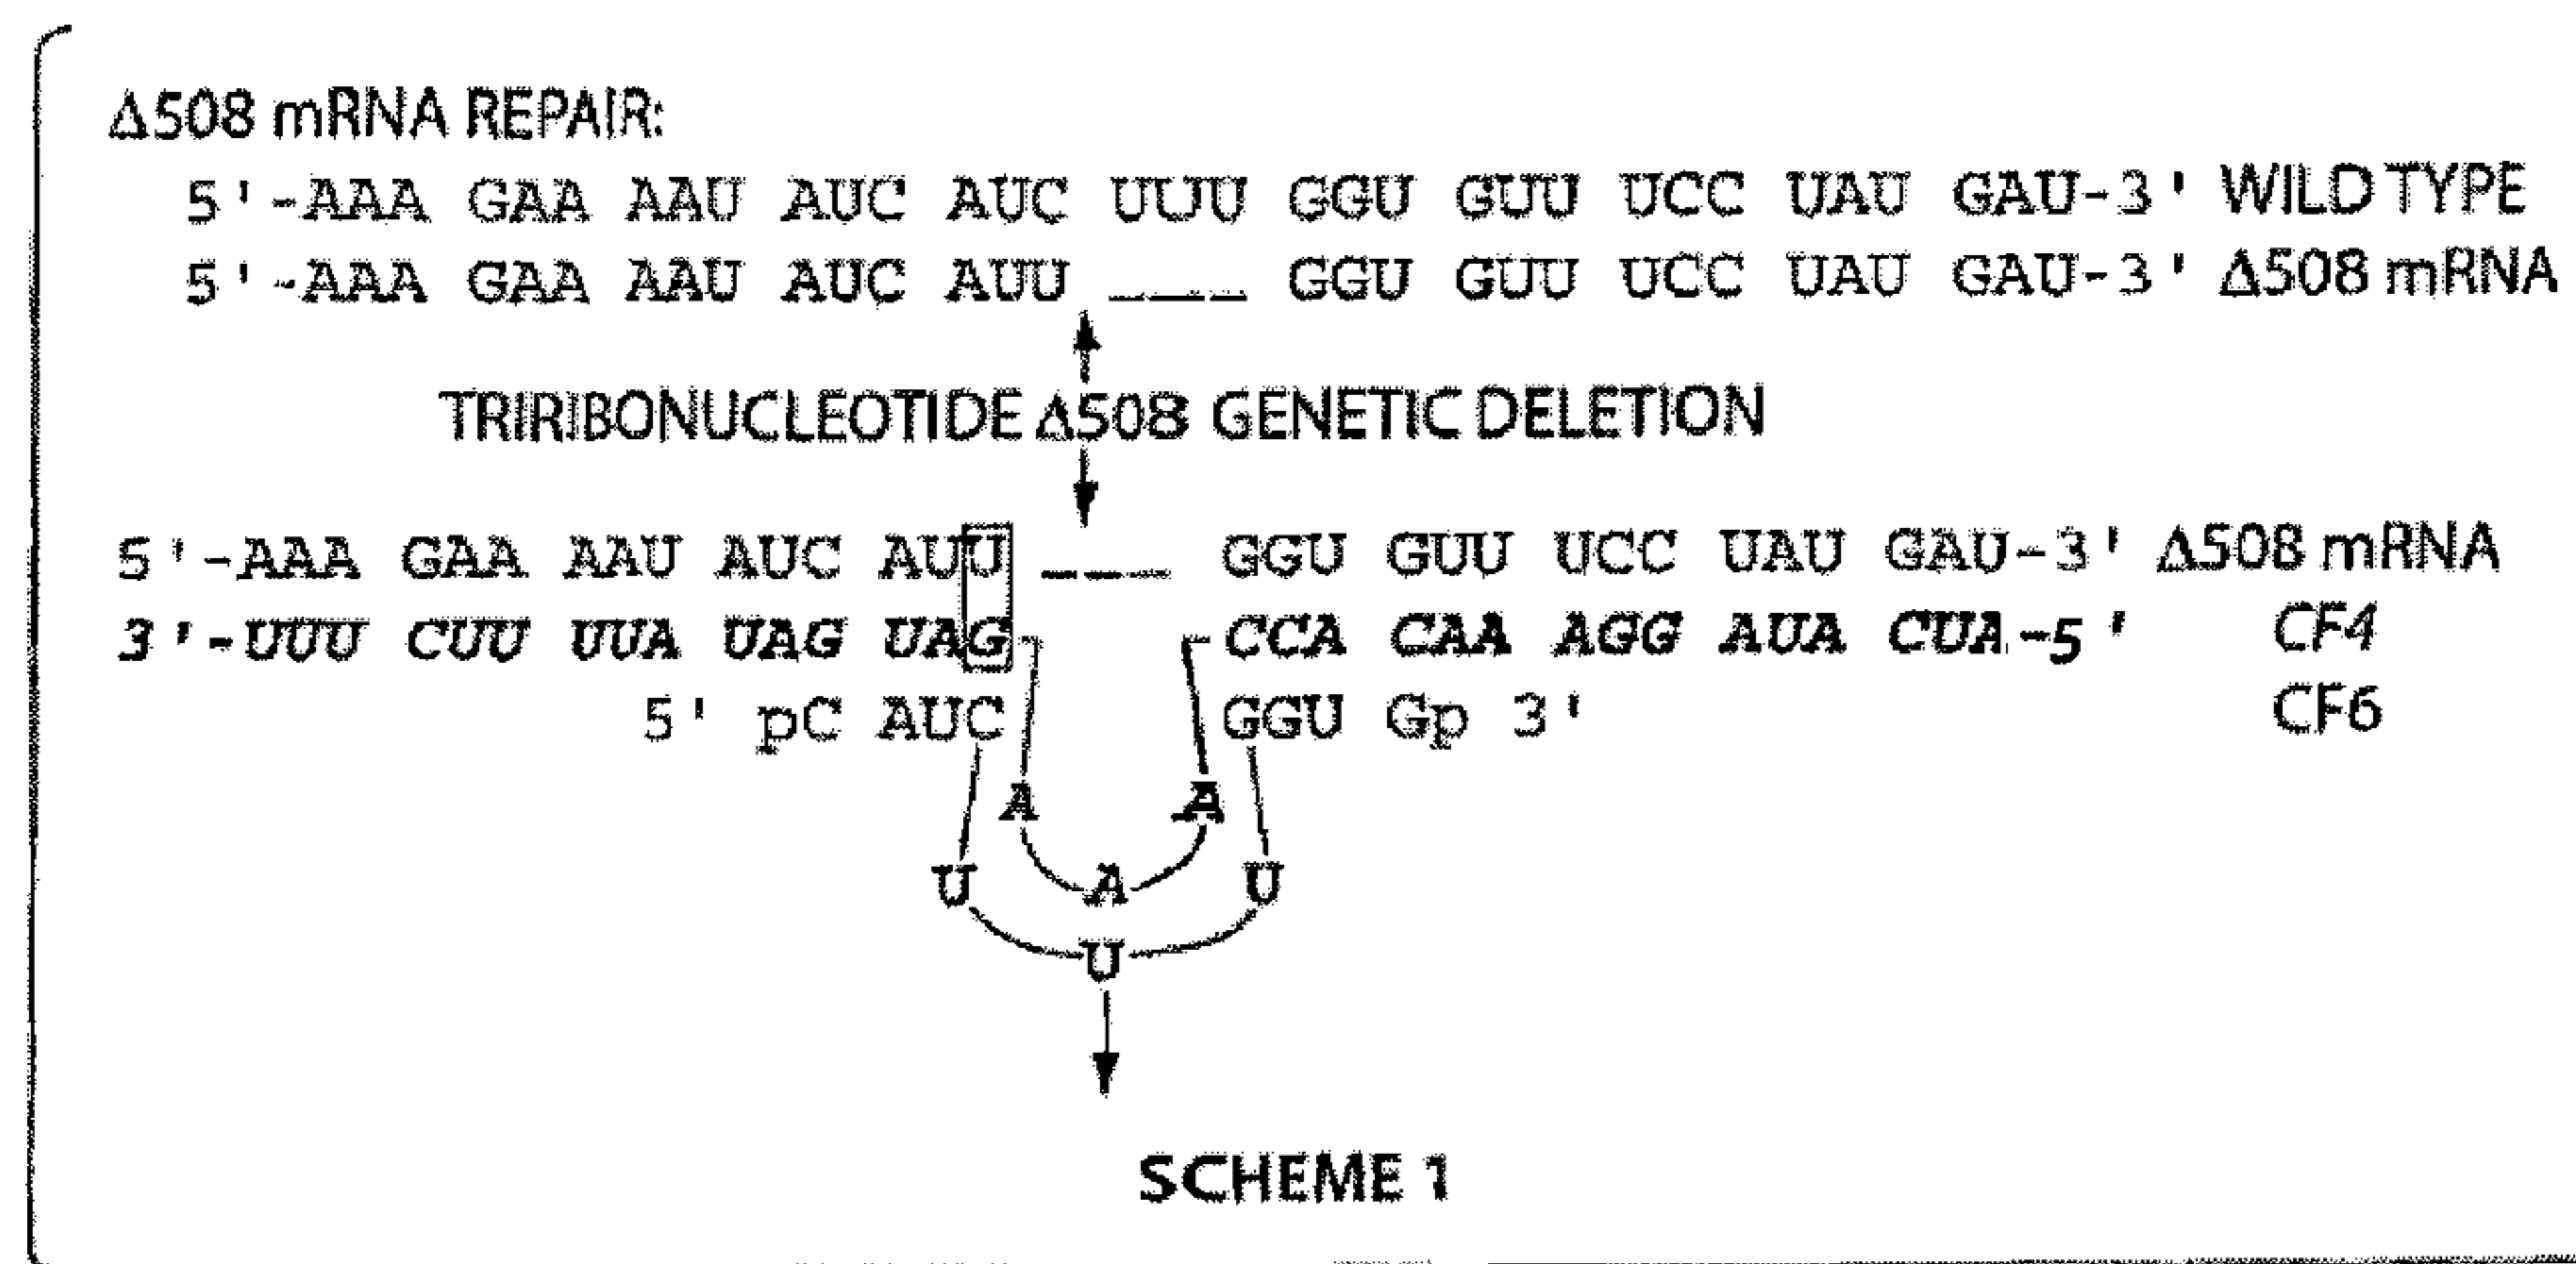 Δ508 mRNA REPAIR:
5'-AAA GAA AAU AUC AUC UUU GGU GUU UCC UAU GAU-3' WILD TYPE
5'-AAA GAA AAU AUC AUU ___ GGU GUU UCC UAU GAU-3' Δ508 mRNA
TRIRIBONUCLEOTIDE Δ508 GENETIC DELETION
5'-AAA GAA AAU AUC AUU ___ GGU GUU UCC UAU GAU-3' Δ508 mRNA
3'-UUU CUU UUA UAG UAG CCA CAA AGG AUA CUA-5' CF4
5' pC AUC GGU Gp 3' CF6
A A
U A U
U
SCHEME 1